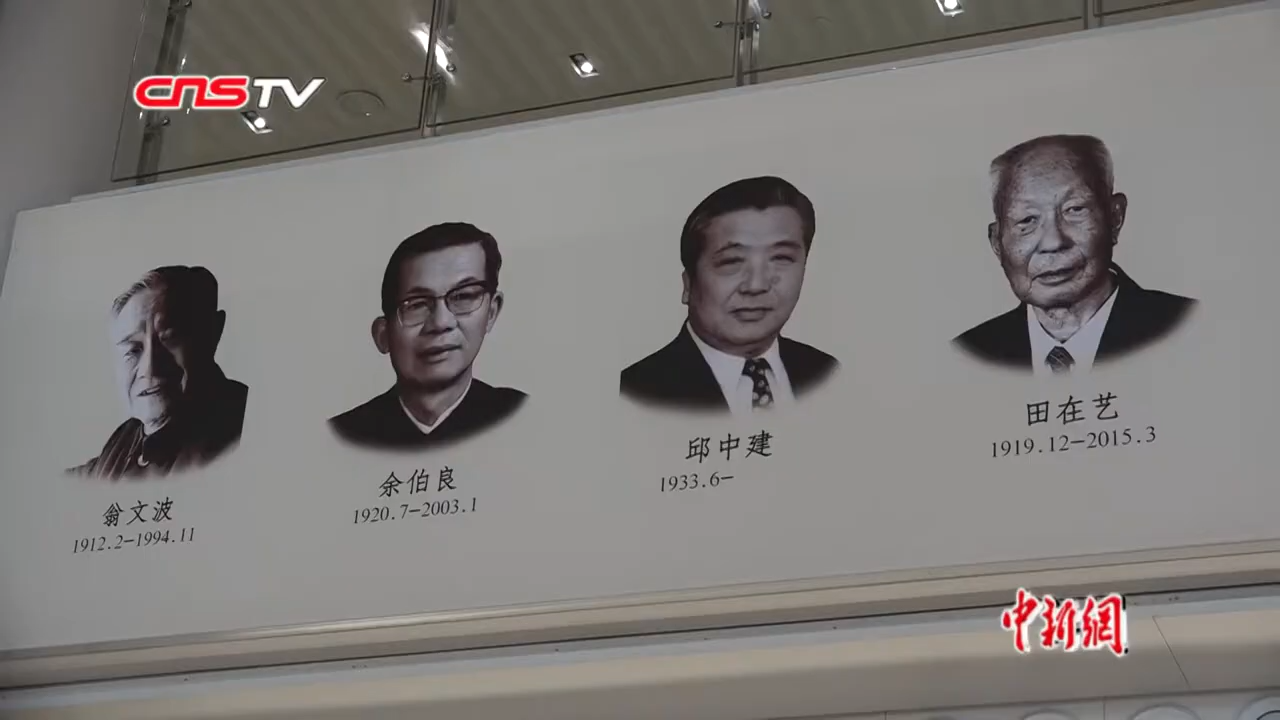 CNSTV
翁文波
1912.2-1994.11
余伯良
1920.7-2003.1
邱中建
1933.6-
田在艺
1919.12-2015.3
中新網